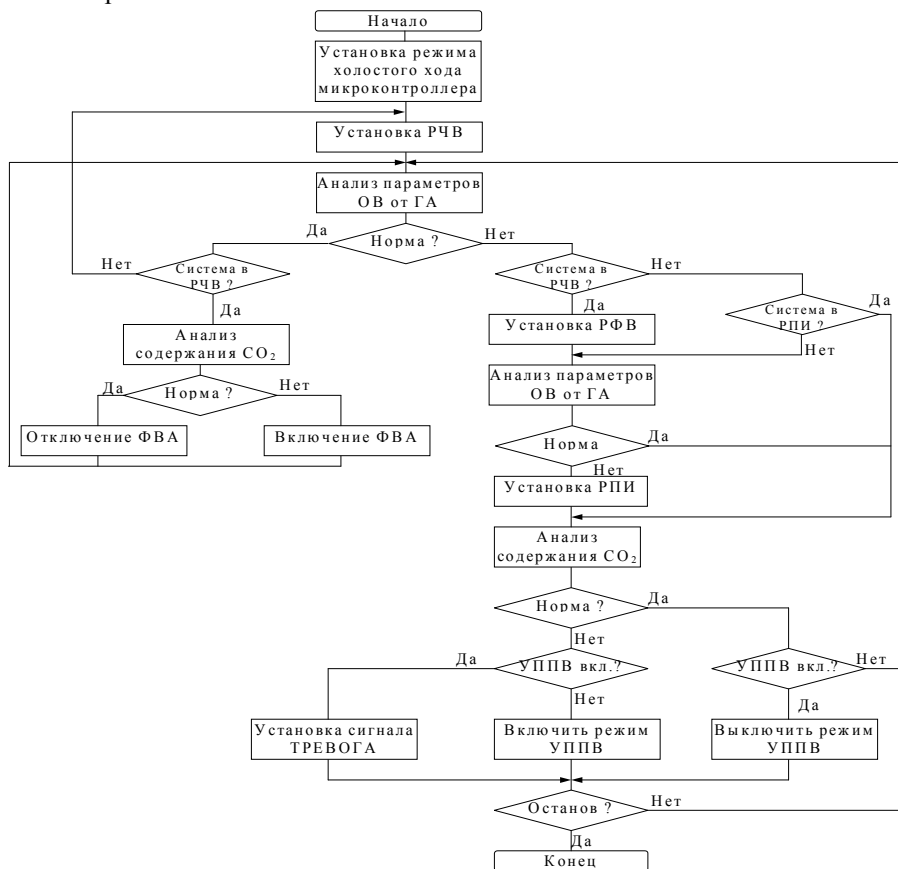 Начало
Установка режима
холостого хода
микроконтроллера
Установка РЧВ
Анализ параметров
ОВ от ГА
Да
Норма ?
Нет
Нет
Система в
РЧВ ?
Да
Система в
РЧВ ?
Нет
Да
Система в
РПИ ?
Да
Нет
Анализ
содержания СО₂
Установка РФВ
Анализ параметров
ОВ от ГА
Да
Норма ?
Нет
Отключение ФВА
Включение ФВА
Норма
Да
Нет
Установка РПИ
Анализ
содержания СО₂
Норма ?
Да
Нет
Да
УППВ вкл.?
Нет
УППВ вкл.?
Нет
Да
Установка сигнала
ТРЕВОГА
Включить режим
УППВ
Выключить режим
УППВ
Останов ?
Нет
Да
Конец